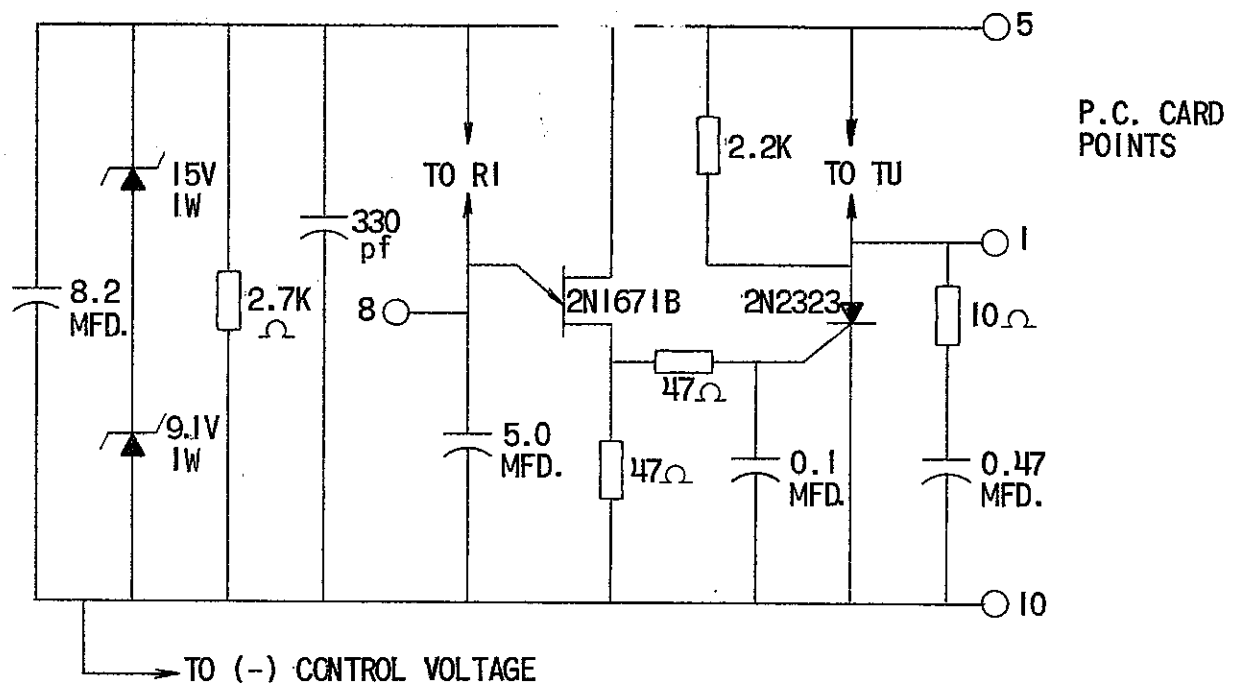 5
P.C. CARD
POINTS
15V
1W
TO R1
2.2K
TO TU
330
pf
1
8.2
MFD.
2.7K
Ω
8
2N1671B
2N2323
10Ω
47Ω
9.1V
1W
5.0
MFD.
47Ω
0.1
MFD.
0.47
MFD.
10
TO (-) CONTROL VOLTAGE